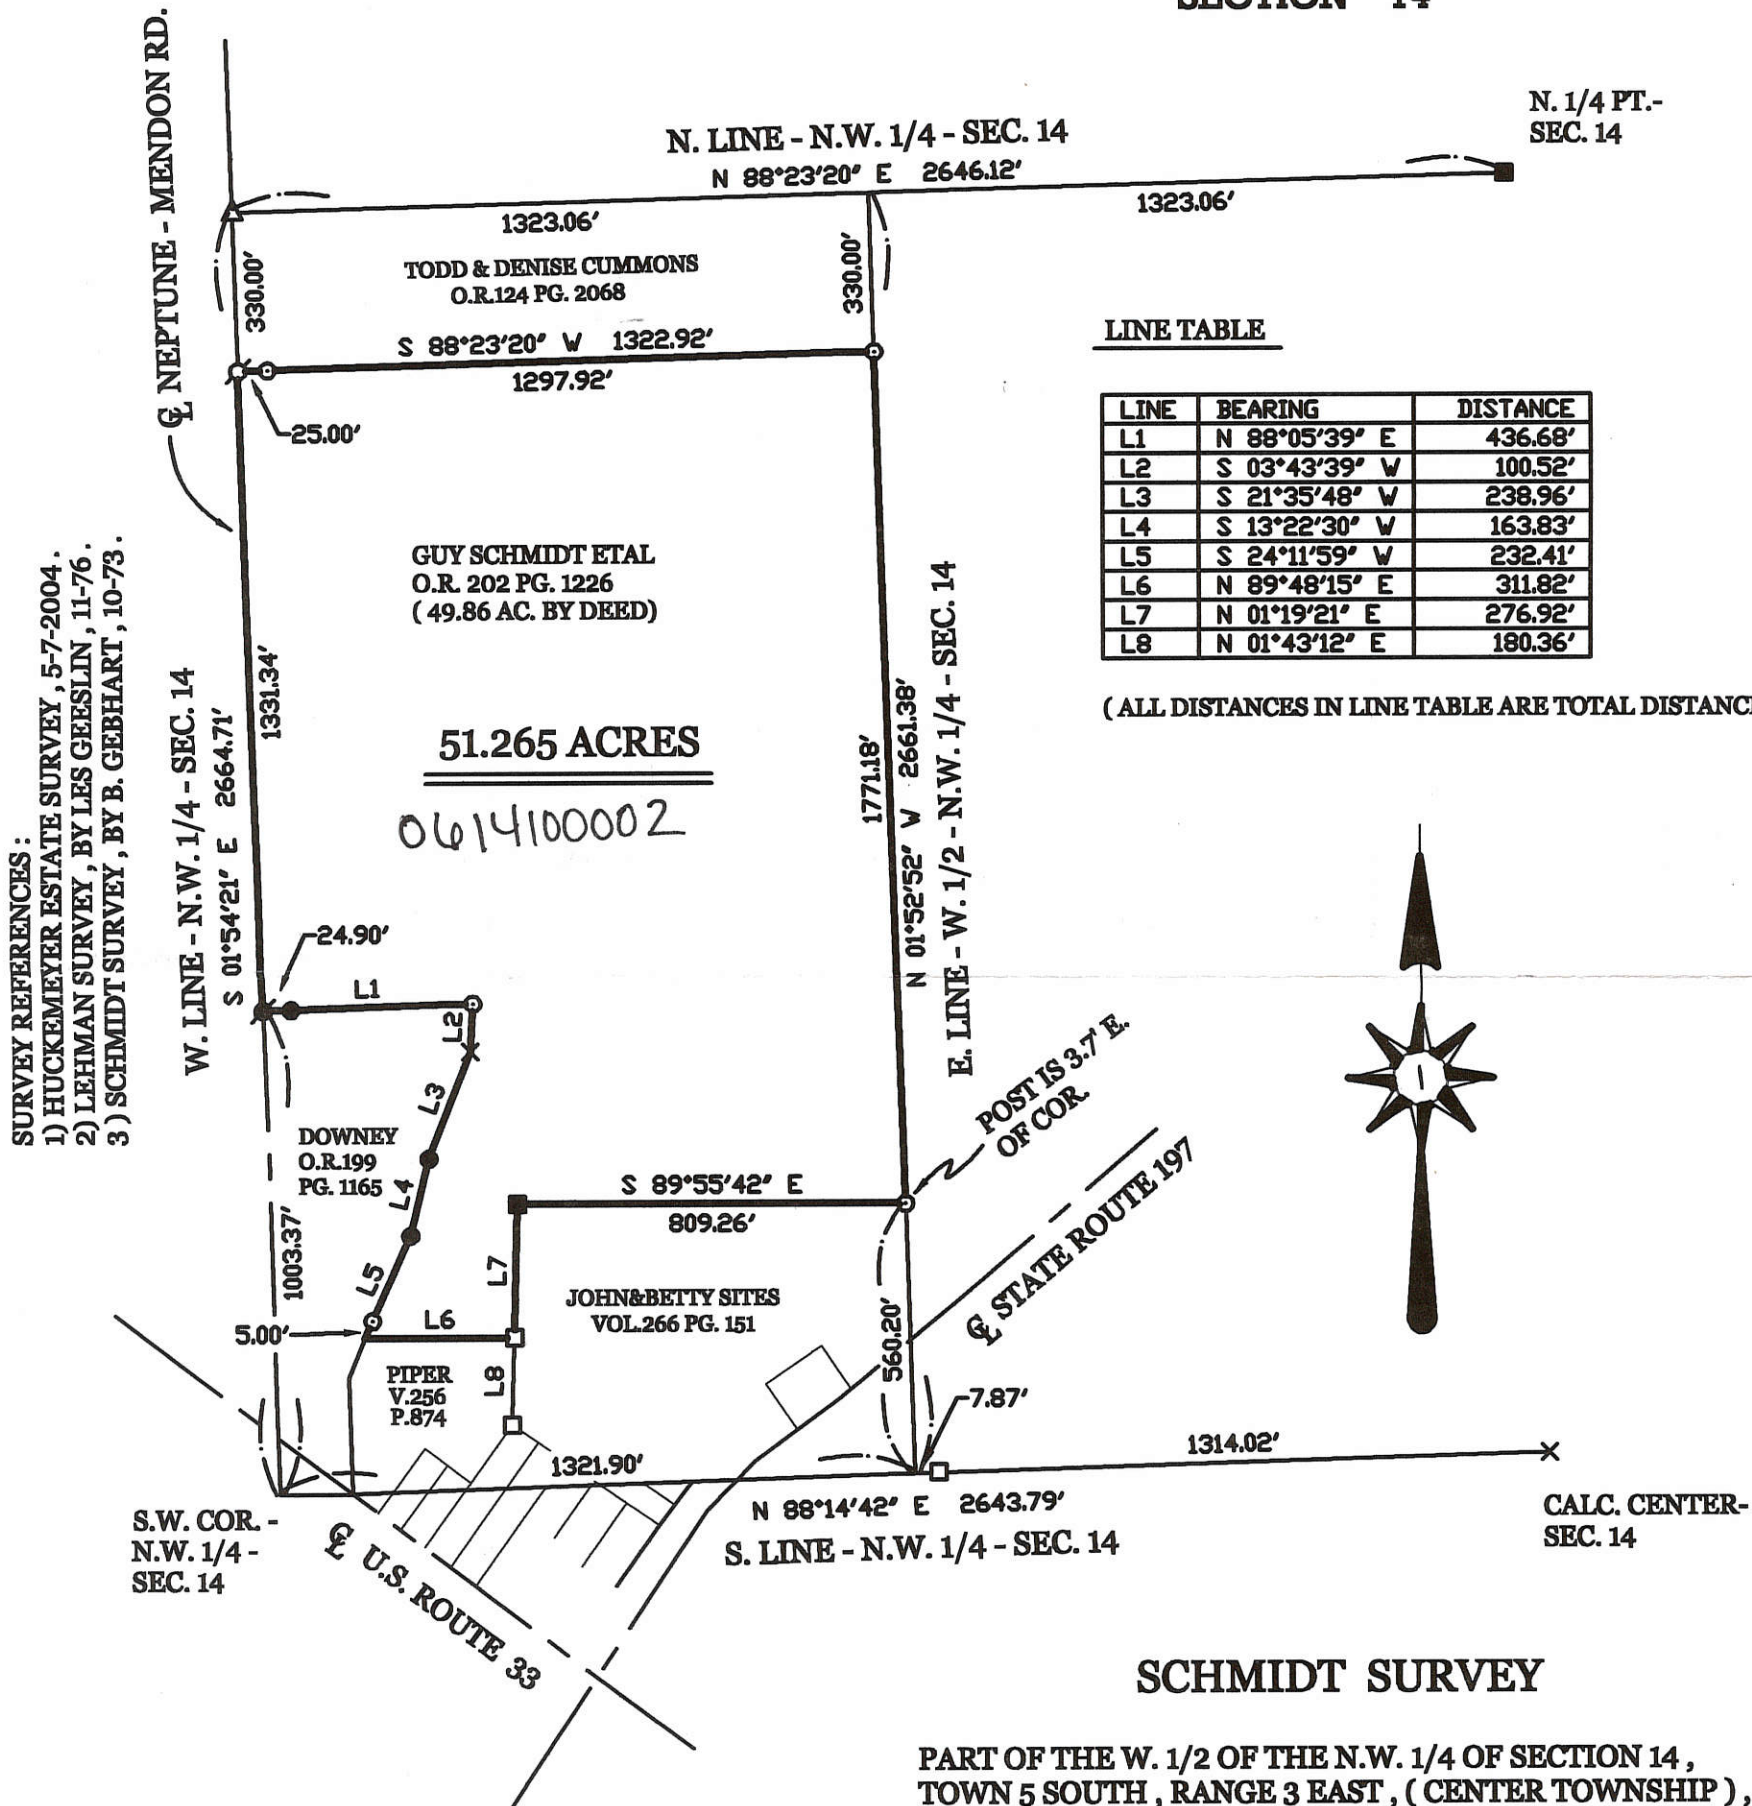 SECTION 14
N. 1/4 PT.-
SEC. 14
N. LINE - N.W. 1/4 - SEC. 14
N 88°23'20" E 2646.12'
1323.06'
1323.06'
℄ NEPTUNE - MENDON RD.
330.00'
TODD & DENISE CUMMONS
O.R.124 PG. 2068
330.00'
S 88°23'20" W 1322.92'
1297.92'
25.00'
LINE TABLE
LINE BEARING DISTANCE
L1 N 88°05'39" E 436.68'
L2 S 03°43'39" W 100.52'
L3 S 21°35'48" W 238.96'
L4 S 13°22'30" W 163.83'
L5 S 24°11'59" W 232.41'
L6 N 89°48'15" E 311.82'
L7 N 01°19'21" E 276.92'
L8 N 01°43'12" E 180.36'
( ALL DISTANCES IN LINE TABLE ARE TOTAL DISTANC
GUY SCHMIDT ETAL
O.R. 202 PG. 1226
( 49.86 AC. BY DEED)
51.265 ACRES
0614100002
SURVEY REFERENCES :
1) HUCKEMEYER ESTATE SURVEY , 5-7-2004 .
2) LEHMAN SURVEY , BY LES GEESLIN , 11-76 .
3 ) SCHMIDT SURVEY , BY B. GEBHART , 10-73 .
W. LINE - N.W. 1/4 - SEC. 14
S 01°54'21" E 2664.71'
1331.34'
1771.18'
N 01°52'52" W 2661.38'
E. LINE - W. 1/2 - N.W. 1/4 - SEC. 14
24.90'
L1
L2
L3
L4
L5
DOWNEY
O.R.199
PG. 1165
1003.37'
POST IS 3.7' E.
OF COR.
S 89°55'42" E
809.26'
L7
JOHN&BETTY SITES
VOL.266 PG. 151
560.20'
℄ STATE ROUTE 197
5.00'
L6
PIPER
V.256
P.874
L8
7.87'
1321.90'
1314.02'
N 88°14'42" E 2643.79'
S. LINE - N.W. 1/4 - SEC. 14
S.W. COR. -
N.W. 1/4 -
SEC. 14
CALC. CENTER-
SEC. 14
℄ U.S. ROUTE 33
SCHMIDT SURVEY
PART OF THE W. 1/2 OF THE N.W. 1/4 OF SECTION 14 ,
TOWN 5 SOUTH , RANGE 3 EAST , ( CENTER TOWNSHIP ) ,